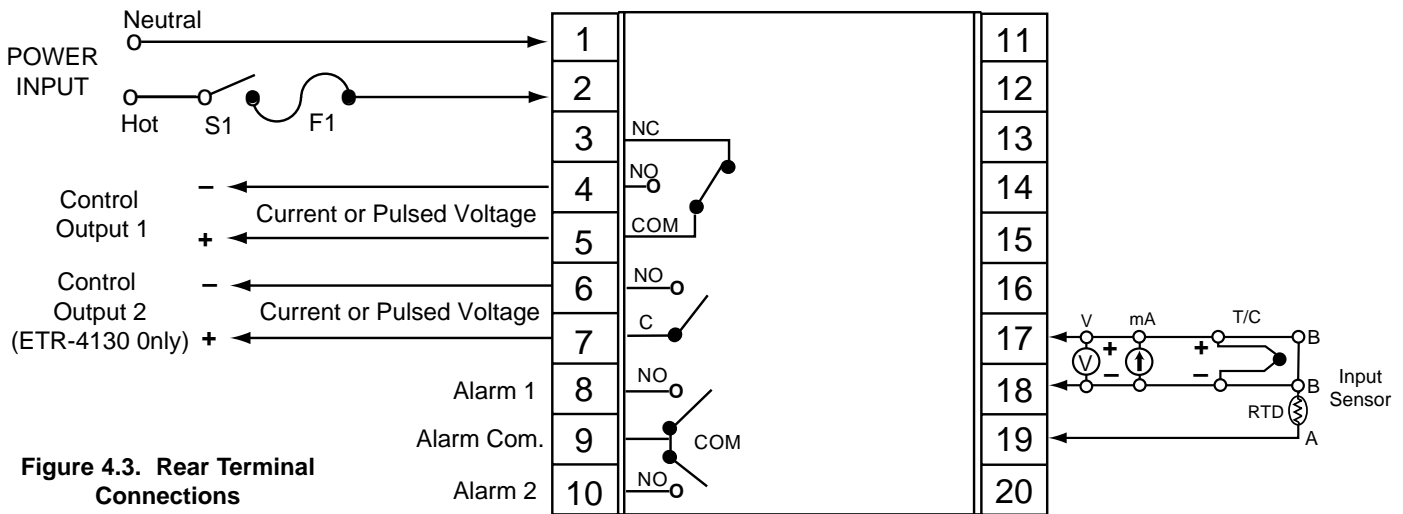 Neutral
POWER
INPUT
Hot
S1
F1
1
2
3
4
5
6
7
8
9
10
NC
NO
COM
NO
C
NO
COM
NO
Control
Output 1
–
+
Current or Pulsed Voltage
Control
Output 2
(ETR-4130 0nly)
–
+
Current or Pulsed Voltage
Alarm 1
Alarm Com.
Alarm 2
Figure 4.3. Rear Terminal
Connections
11
12
13
14
15
16
17
18
19
20
V
mA
T/C
B
V
+
–
+
–
B
RTD
A
Input
Sensor